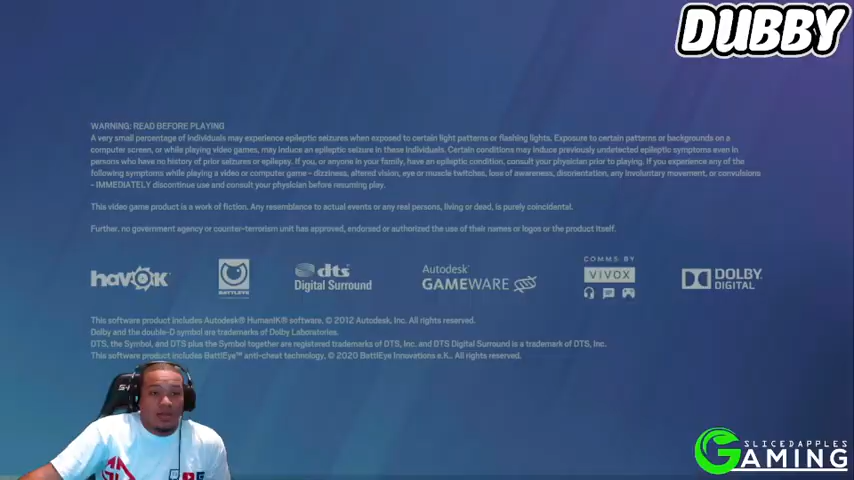 DUBBY
WARNING: READ BEFORE PLAYING
A very small percentage of individuals may experience epileptic seizures when exposed to certain light patterns or flashing lights. Exposure to certain patterns or backgrounds on a
computer screen, or while playing video games, may induce an epileptic seizure in these individuals. Certain conditions may induce previously undetected epileptic symptoms even in
persons who have no history of prior seizures or epilepsy. If you, or anyone in your family, have an epileptic condition, consult your physician prior to playing. If you experience any of the
following symptoms while playing a video or computer game - dizziness, altered vision, eye or muscle twitches, loss of awareness, disorientation, any involuntary movement, or convulsions
- IMMEDIATELY discontinue use and consult your physician before resuming play.
This video game product is a work of fiction. Any resemblance to actual events or any real persons, living or dead, is purely coincidental.
Further, no government agency or counter-terrorism unit has approved, endorsed or authorized the use of their names or logos or the product itself.
havok
BATTLEYE
dts
Digital Surround
Autodesk®
GAMEWARE
COMMS BY
VIVOX
DOLBY
DIGITAL
This software product includes Autodesk® HumanIK® software, © 2012 Autodesk, Inc. All rights reserved.
Dolby and the double-D symbol are trademarks of Dolby Laboratories.
DTS, the Symbol, and DTS plus the Symbol together are registered trademarks of DTS, Inc. and DTS Digital Surround is a trademark of DTS, Inc.
This software product includes BattlEye™ anti-cheat technology, © 2020 BattlEye Innovations e.K.. All rights reserved.
SLICEDAPPLES
GAMING